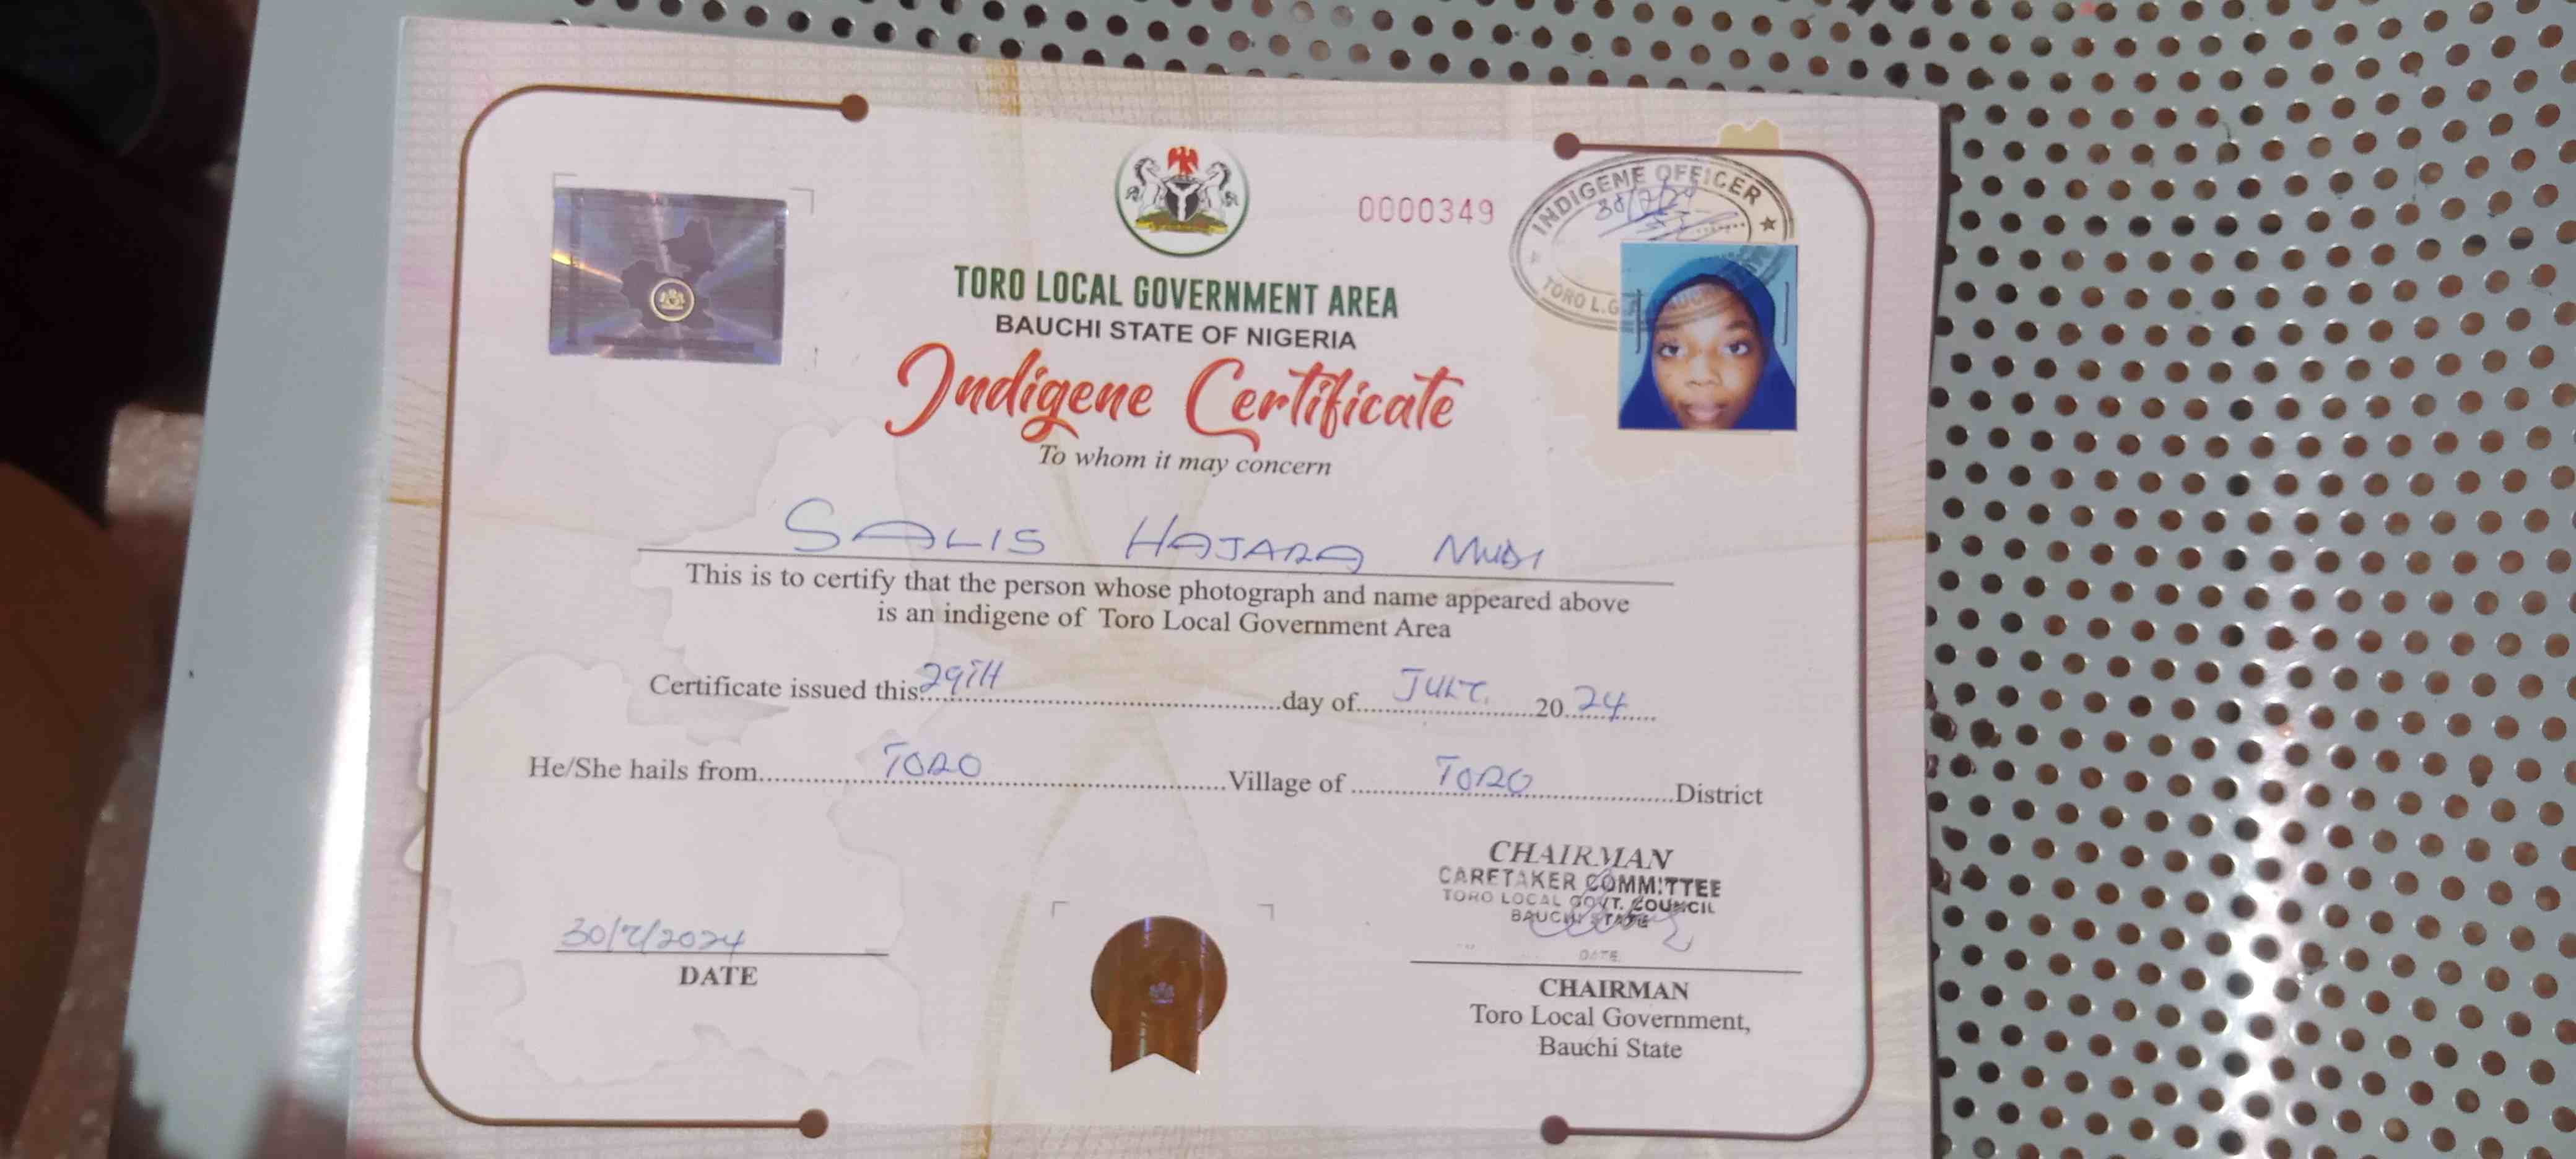 0000349
INDIGENE OFFICER
30/7/24
TORO L.G.
TORO LOCAL GOVERNMENT AREA
BAUCHI STATE OF NIGERIA
Indigene Certificate
To whom it may concern
SALIS HAJARA MUDI
This is to certify that the person whose photograph and name appeared above
is an indigene of Toro Local Government Area
Certificate issued this 29TH day of JULY. 20 24
He/She hails from TORO Village of TORO District
CHAIRMAN
CARETAKER COMMITTEE
TORO LOCAL GOVT. COUNCIL
BAUCHI STATE
DATE
30/7/2024
DATE
CHAIRMAN
Toro Local Government,
Bauchi State